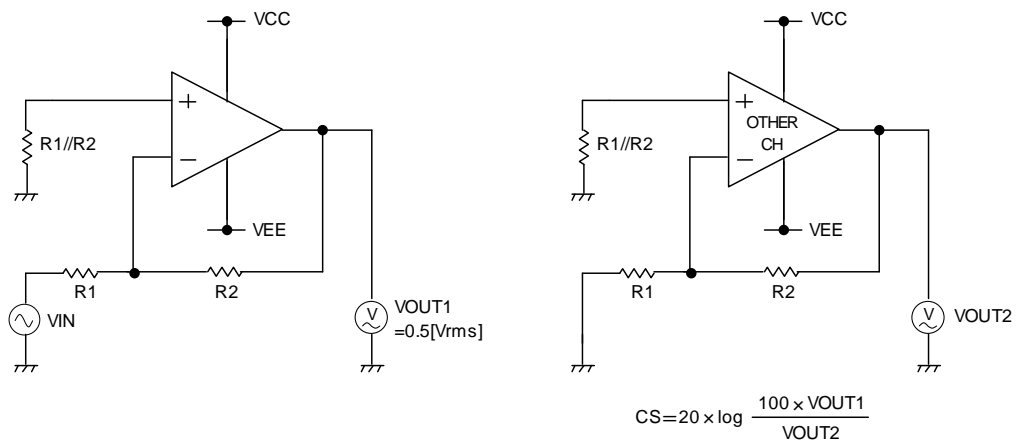 VCC
+
R1//R2
−
VEE
R1
R2
VIN
V
VOUT1
=0.5[Vrms]
VCC
+
OTHER
CH
R1//R2
−
VEE
R1
R2
V
VOUT2
CS=20×log 100×VOUT1
VOUT2